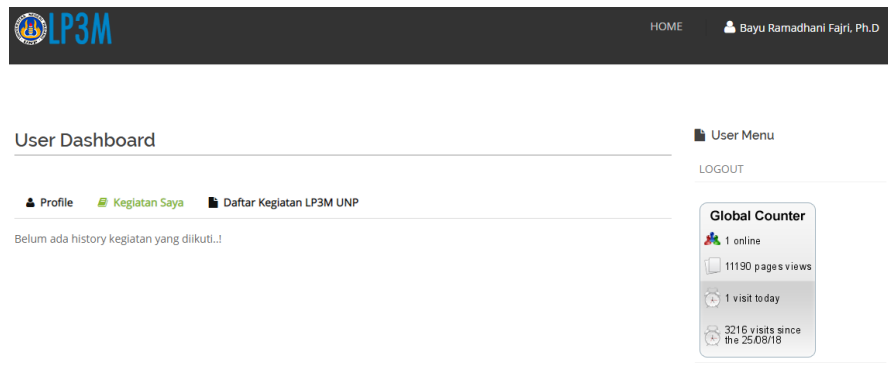 LP3M
HOME
Bayu Ramadhani Fajri, Ph.D
User Dashboard
Profile
Kegiatan Saya
Daftar Kegiatan LP3M UNP
Belum ada history kegiatan yang diikuti..!
User Menu
LOGOUT
Global Counter
1 online
11190 pages views
1 visit today
3216 visits since
the 25/08/18